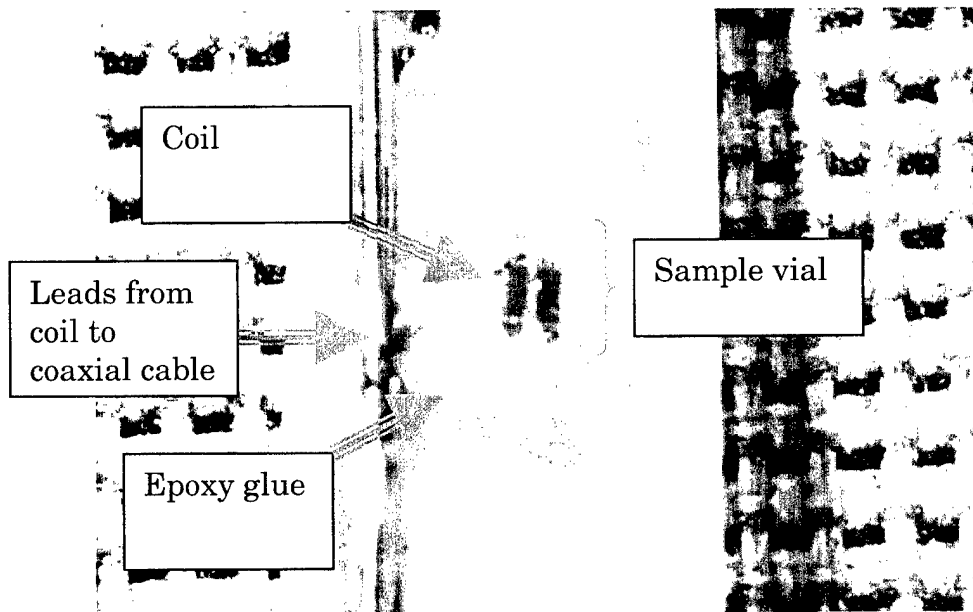 Coil
Sample vial
Leads from
coil to
coaxial cable
Epoxy glue